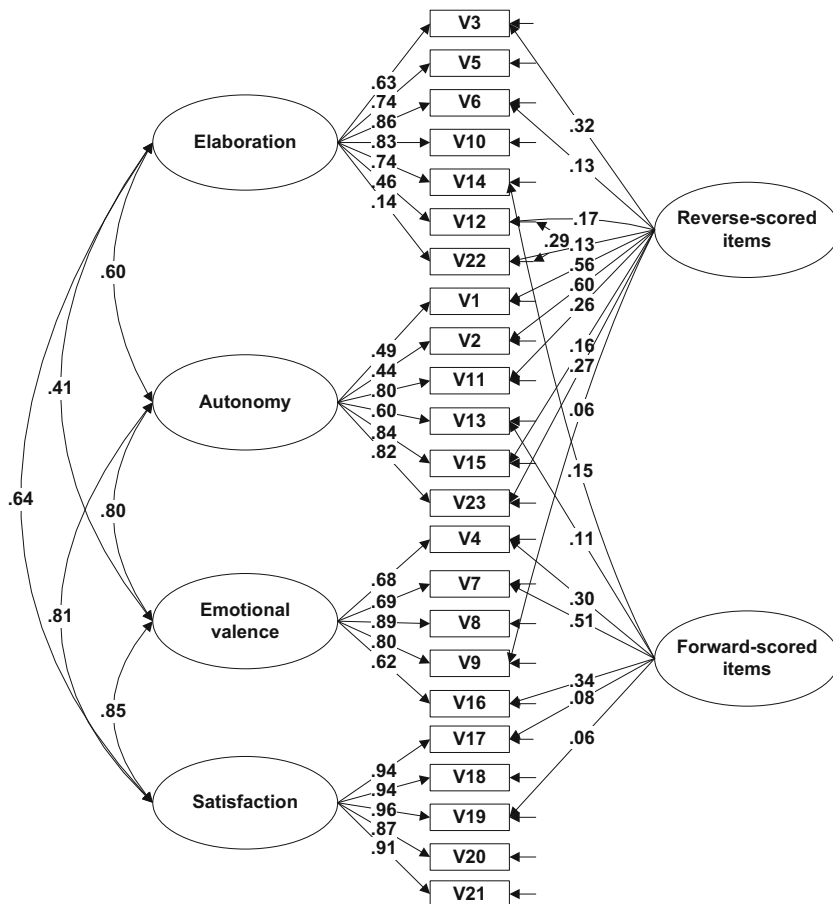 V3
V5
V6
V10
V14
V12
V22
V1
V2
V11
V13
V15
V23
V4
V7
V8
V9
V16
V17
V18
V19
V20
V21
Elaboration
Autonomy
Emotional
valence
Satisfaction
Reverse-scored
items
Forward-scored
items
.63
.74
.86
.83
.74
.46
.14
.49
.44
.80
.60
.84
.82
.68
.69
.89
.80
.62
.94
.94
.96
.87
.91
.60
.41
.64
.80
.81
.85
.32
.13
.17
.29
.13
.56
.60
.26
.16
.27
.06
.15
.11
.30
.51
.34
.08
.06